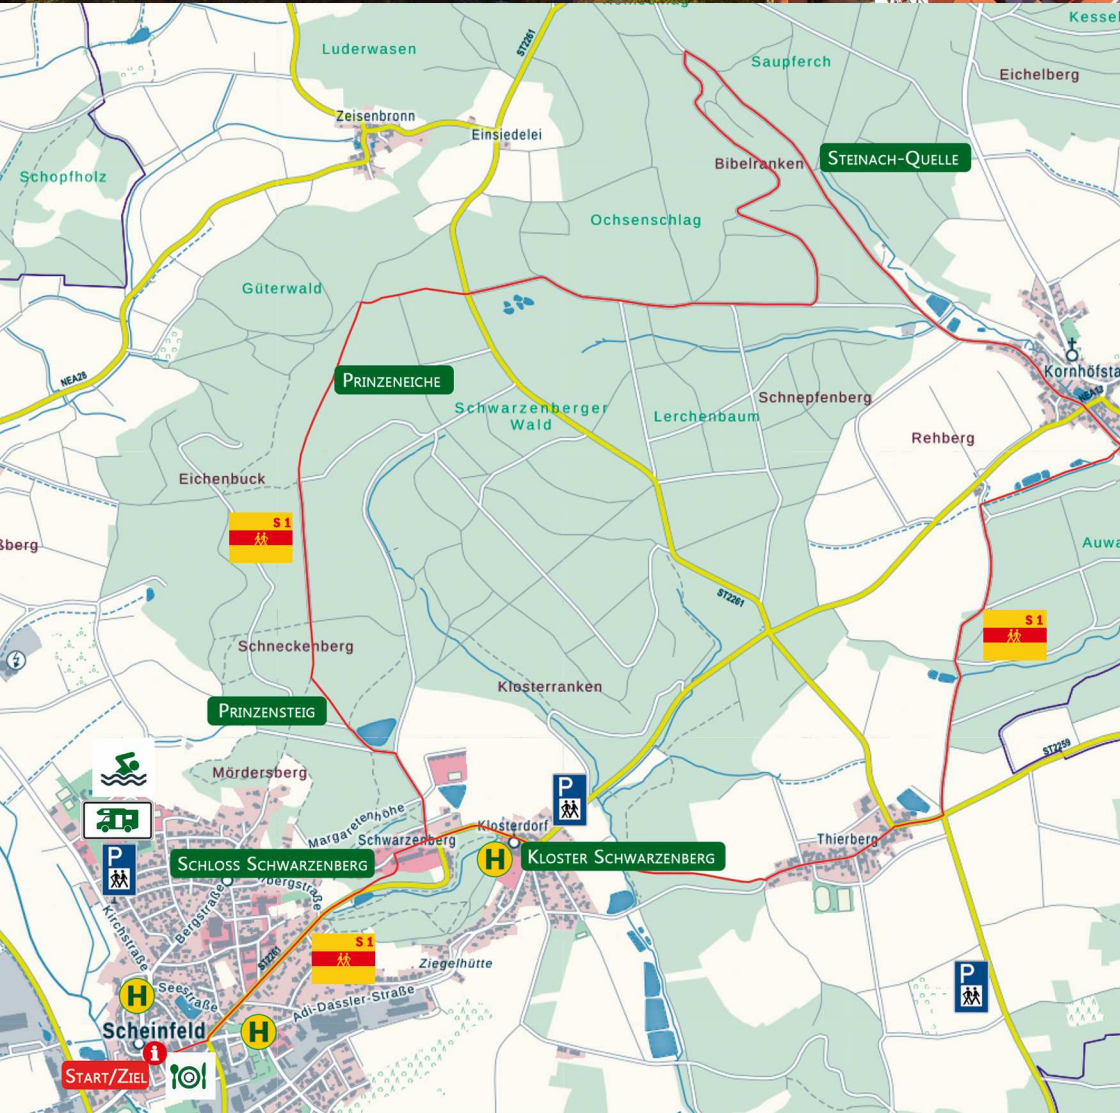 Kessel
Luderwasen
ST2261
Saupferch
Eichelberg
Zeisenbronn
Einsiedelei
Bibelranken
STEINACH-QUELLE
Schopfholz
Ochsenschlag
Güterwald
Kornhöfsta
NEA28
PRINZENEICHE
NEA13
Schnepfenberg
Schwarzenberger
Wald
Lerchenbaum
Rehberg
Eichenbuck
S 1
ßberg
Auwa
ST2261
S 1
Schneckenberg
Klosterranken
PRINZENSTEIG
ST2259
Mördersberg
P
Margaretenhöhe
Klosterdorf
Schwarzenberg
Thierberg
P
H
KLOSTER SCHWARZENBERG
SCHLOSS SCHWARZENBERG
Kirchstraße
Bergstraße
ST2261
S 1
Ziegelhütte
P
H
Seestraße
Adi-Dassler-Straße
H
Scheinfeld
i
START/ZIEL